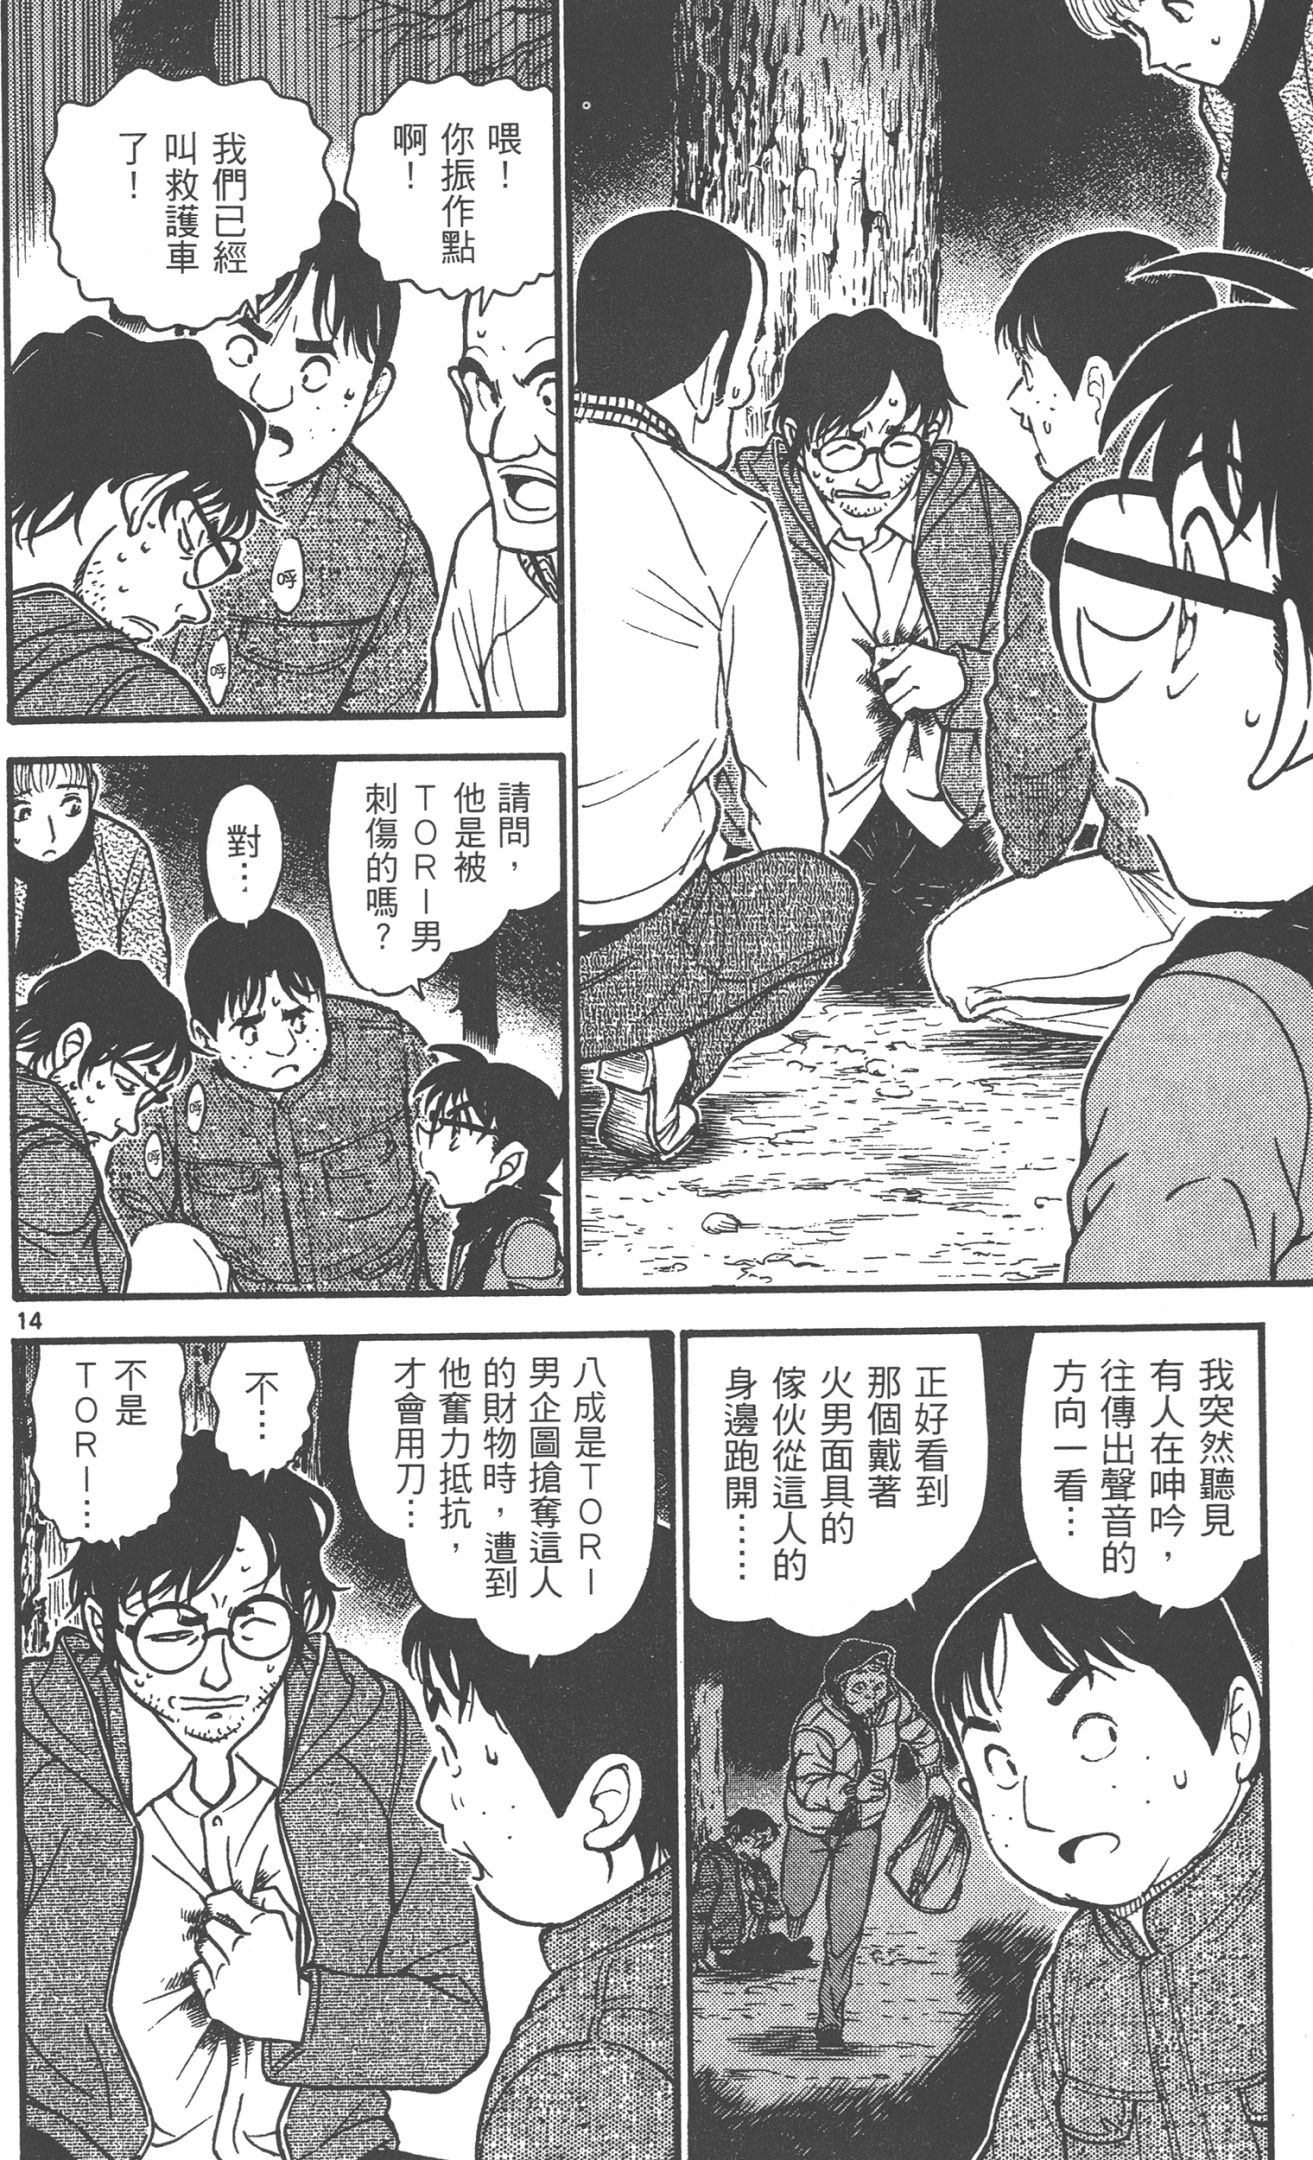 喂！
你振作點
啊！
我們已經
叫救護車
了！
呼
呼
請問，
他是被
ＴＯＲＩ男
刺傷的嗎？
對…
呼
呼
14
我突然聽見
有人在呻吟，
往傳出聲音的
方向一看…
正好看到
那個戴著
火男面具的
傢伙從這人的
身邊跑開……
八成是ＴＯＲＩ
男企圖搶奪這人
的財物時，遭到
他奮力抵抗，
才會用刀…
不…
不是
ＴＯＲＩ…